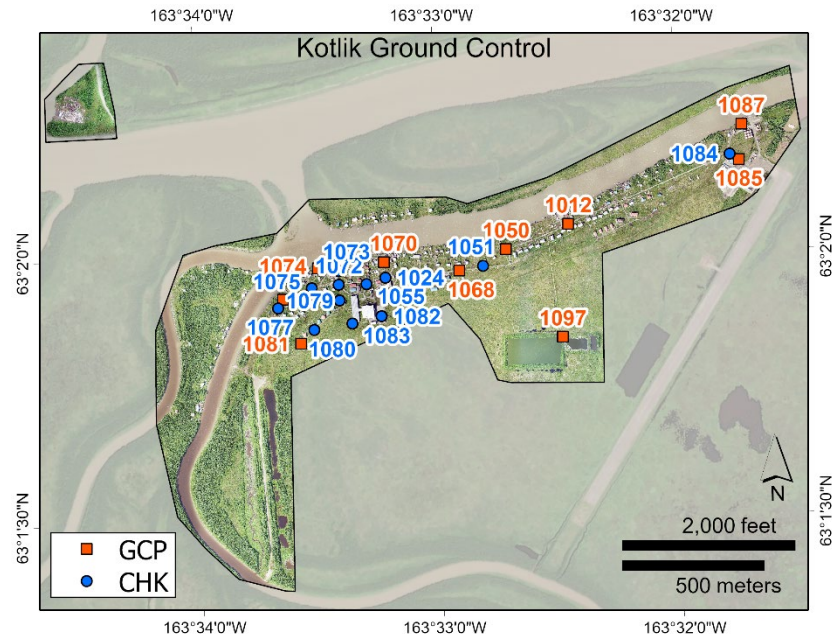 163°34'0"W 163°33'0"W 163°32'0"W
Kotlik Ground Control
1087
1084
1085
1012
1050
1051
1073
1070
1074
1072
1075
1024
1068
63°2'0"N
63°2'0"N
1079
1055
1077
1082
1081
1080
1083
1097
N
63°1'30"N
63°1'30"N
2,000 feet
500 meters
GCP
CHK
163°34'0"W 163°33'0"W 163°32'0"W